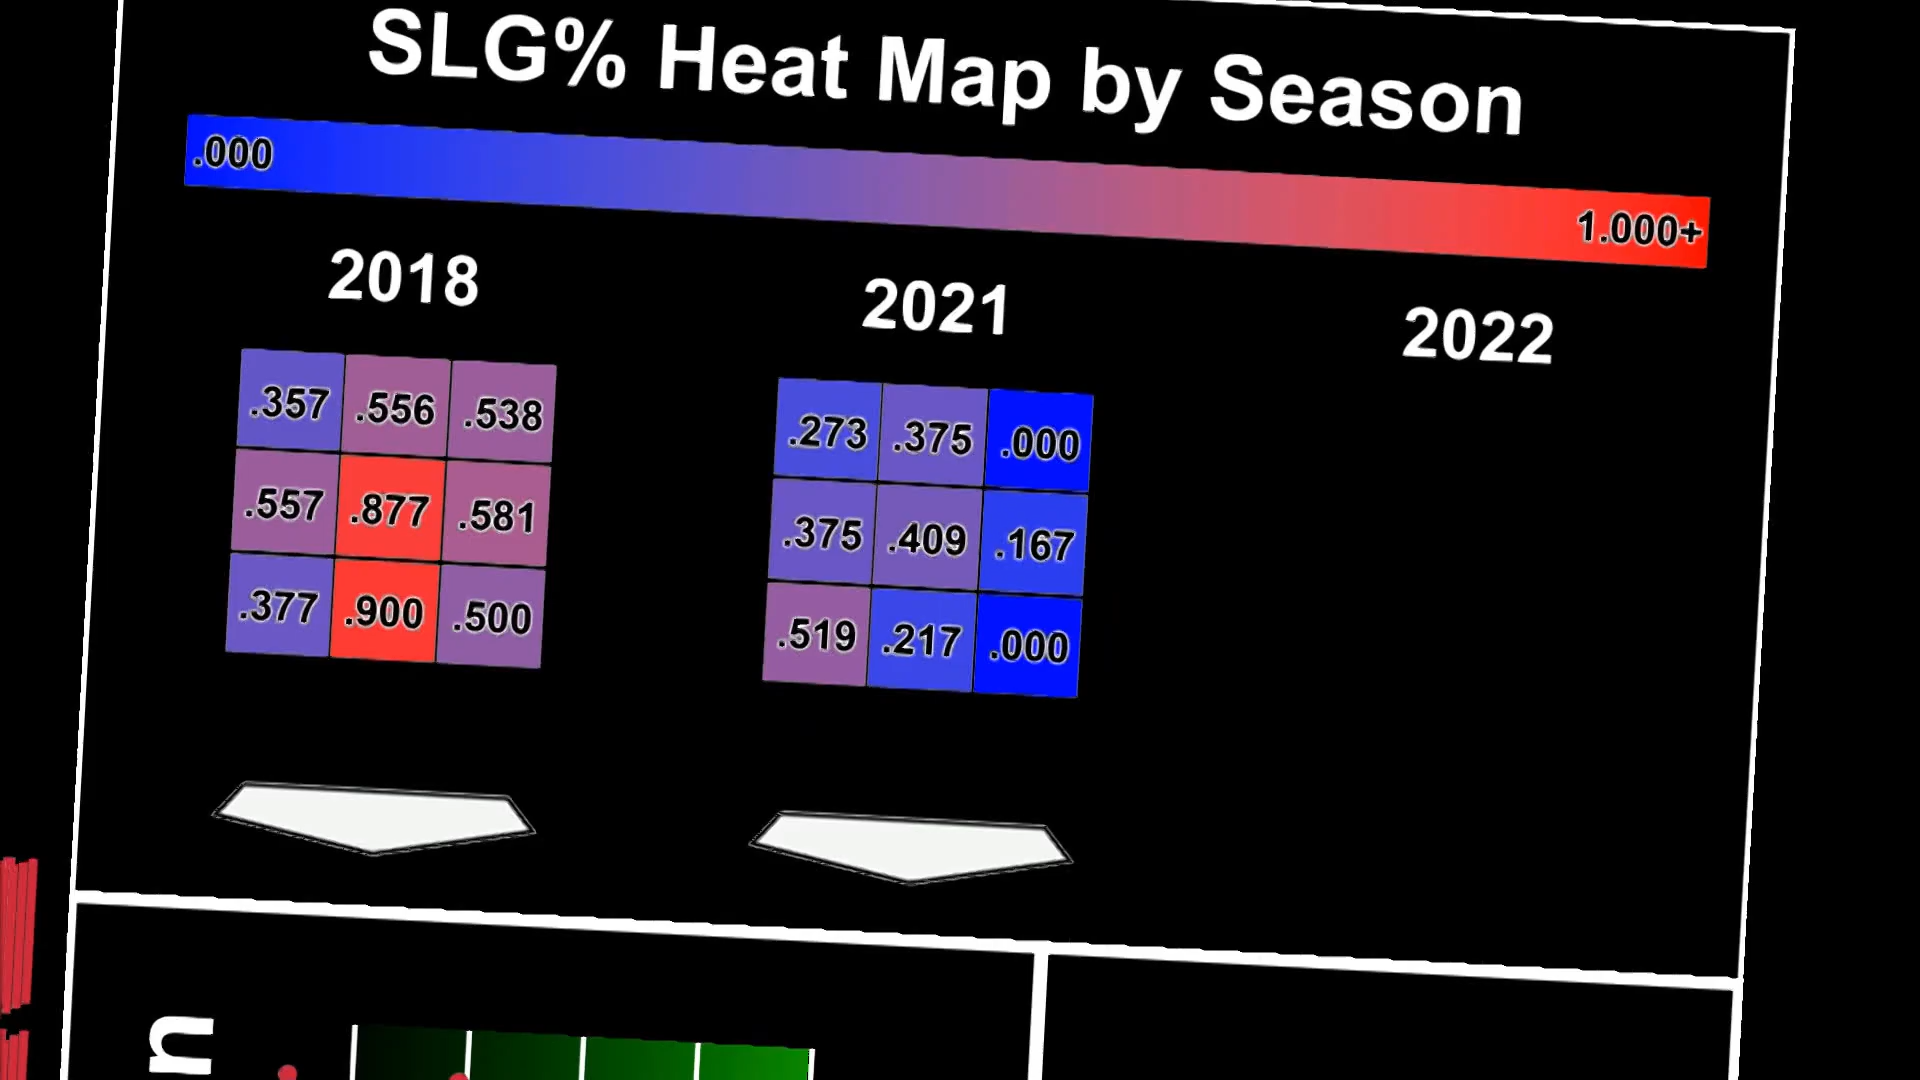 SLG% Heat Map by Season
.000 1.000+
2018 2021 2022
.357 .556 .538 .273 .375 .000
.557 .877 .581 .375 .409 .167
.377 .900 .500 .519 .217 .000